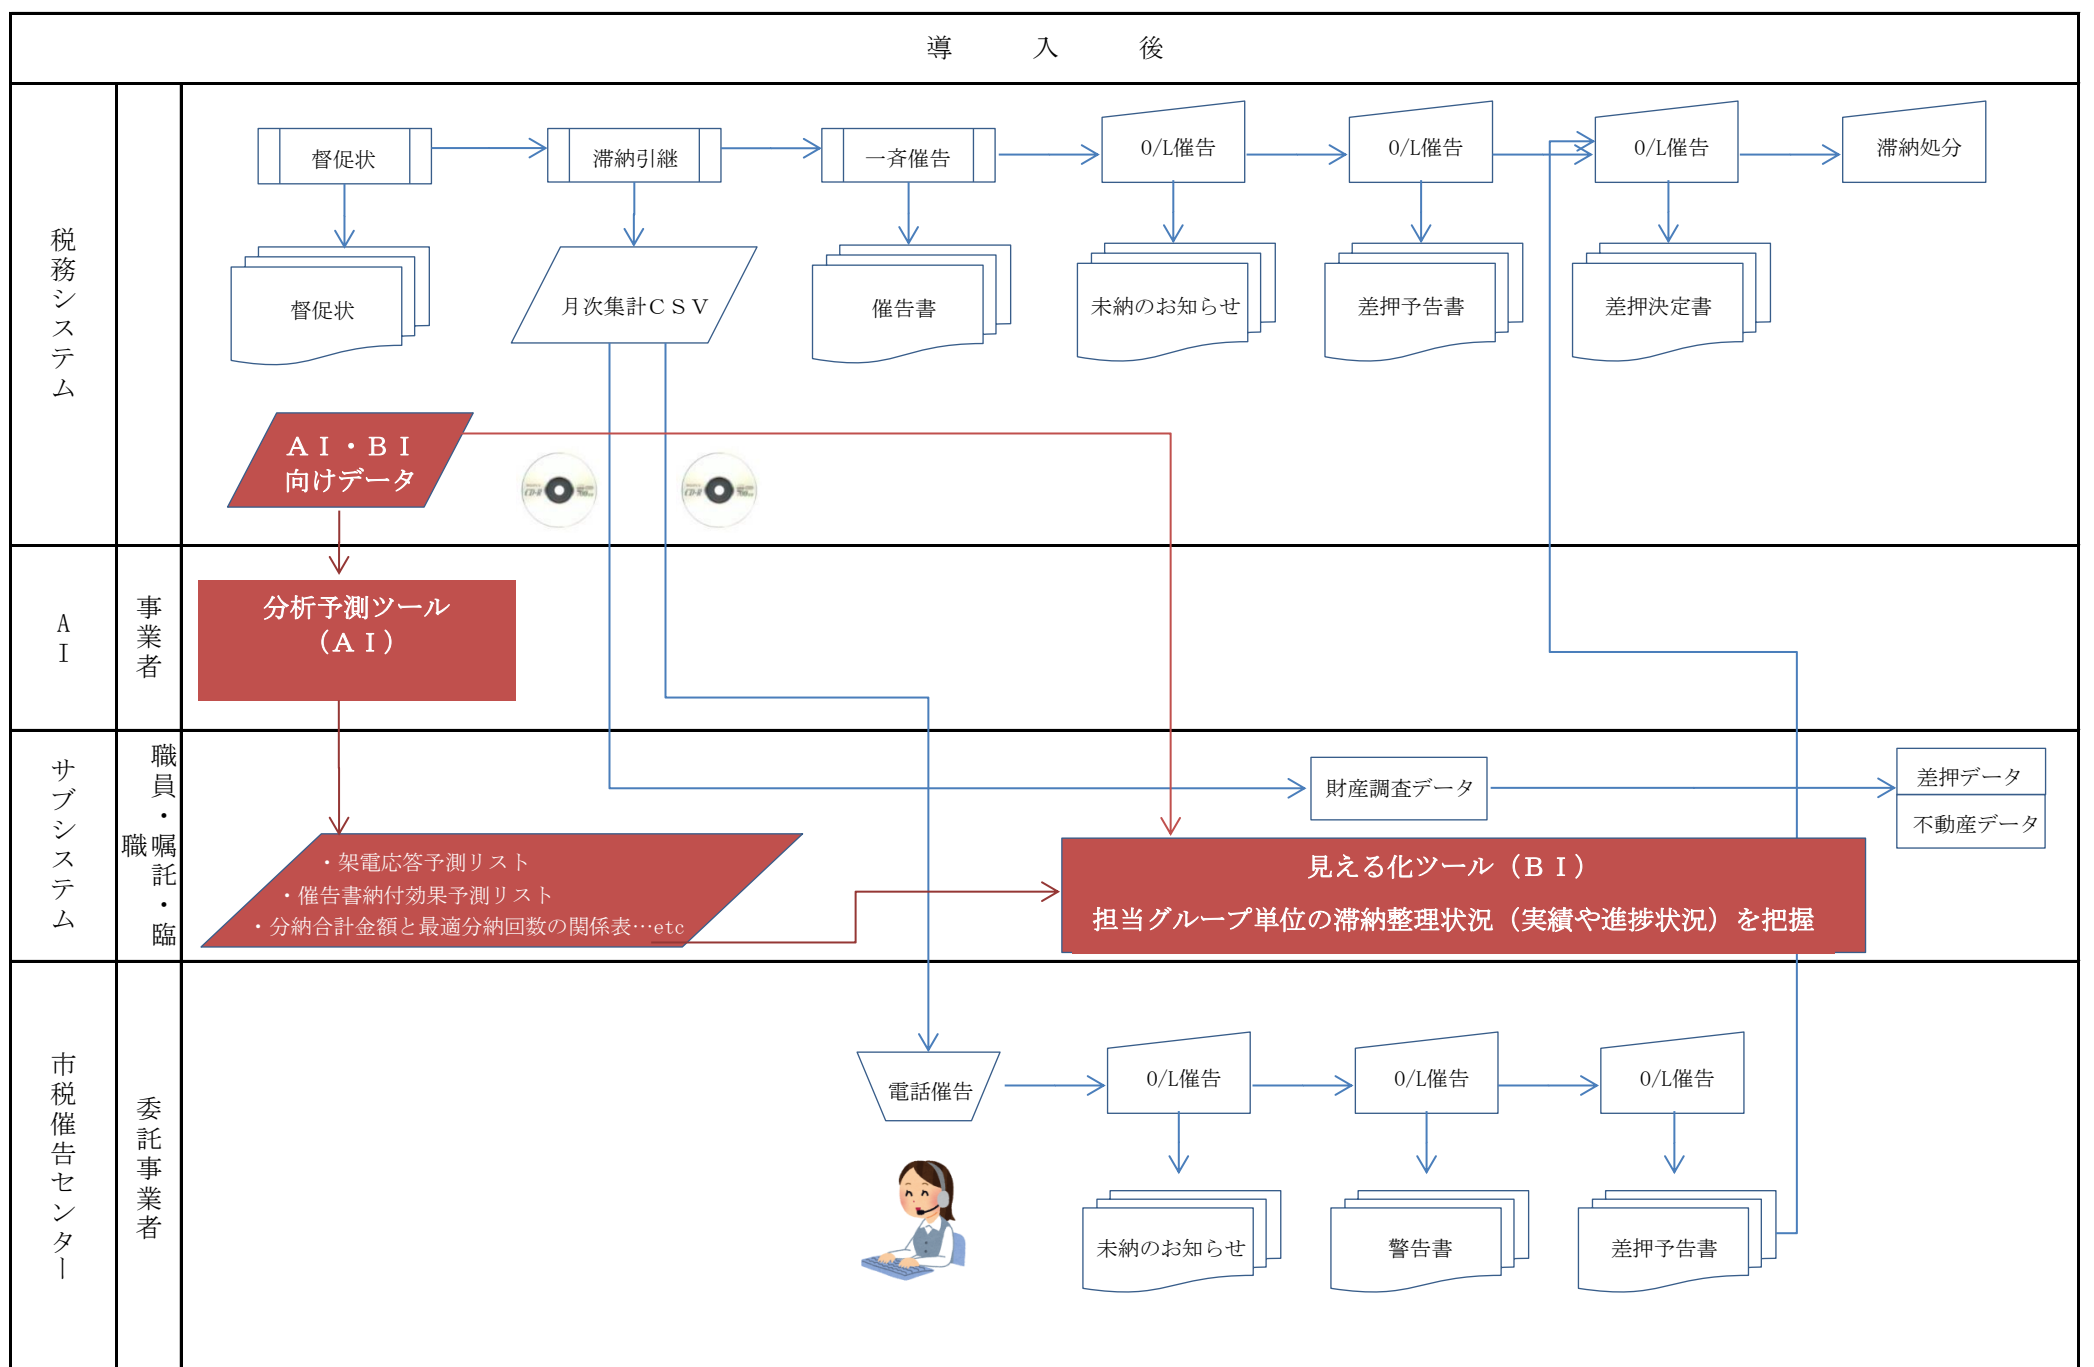 導入後
税務システム
督促状
滞納引継
一斉催告
O/L催告
O/L催告
O/L催告
滞納処分
督促状
月次集計ＣＳＶ
催告書
未納のお知らせ
差押予告書
差押決定書
ＡＩ・ＢＩ
向けデータ
AI
事業者
分析予測ツール
（ＡＩ）
サブシステム
職員・嘱託・臨
職
財産調査データ
差押データ
不動産データ
・架電応答予測リスト
・催告書納付効果予測リスト
・分納合計金額と最適分納回数の関係表…etc
見える化ツール（ＢＩ）
担当グループ単位の滞納整理状況（実績や進捗状況）を把握
市税催告センター
委託事業者
電話催告
O/L催告
O/L催告
O/L催告
未納のお知らせ
警告書
差押予告書